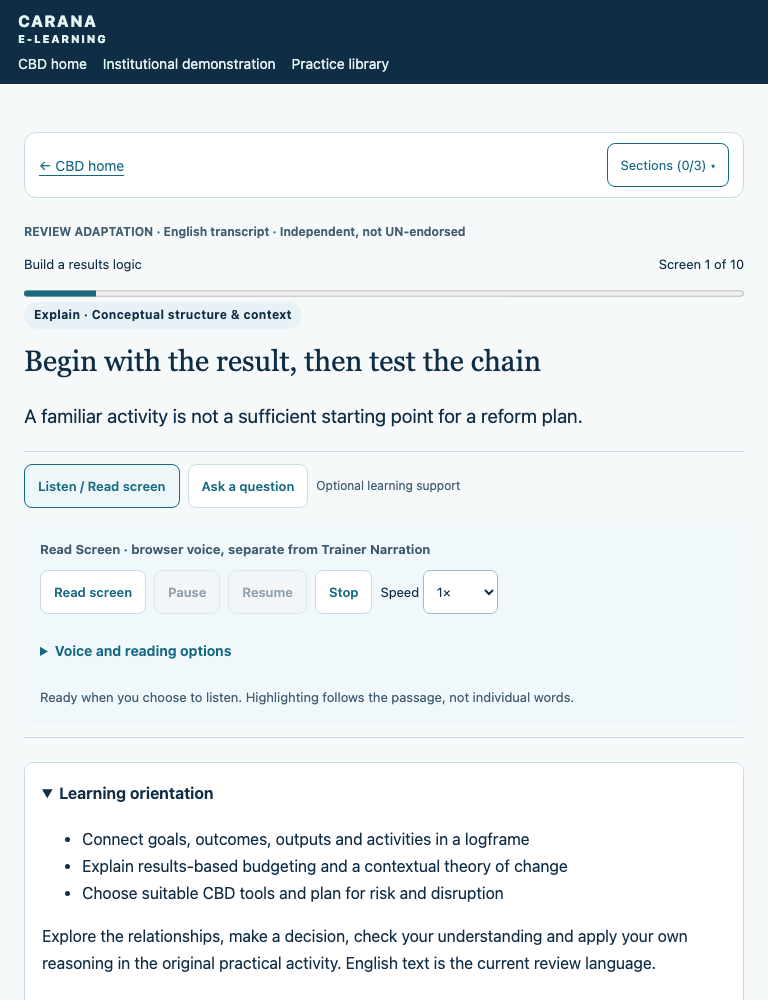 CARANA
E-LEARNING
CBD home Institutional demonstration Practice library
← CBD home
Sections (0/3) ▾
REVIEW ADAPTATION · English transcript · Independent, not UN-endorsed
Build a results logic
Screen 1 of 10
Explain · Conceptual structure & context
Begin with the result, then test the chain
A familiar activity is not a sufficient starting point for a reform plan.
Listen / Read screen
Ask a question
Optional learning support
Read Screen · browser voice, separate from Trainer Narration
Read screen
Pause
Resume
Stop
Speed
1×
▶ Voice and reading options
Ready when you choose to listen. Highlighting follows the passage, not individual words.
▼ Learning orientation
• Connect goals, outcomes, outputs and activities in a logframe
• Explain results-based budgeting and a contextual theory of change
• Choose suitable CBD tools and plan for risk and disruption
Explore the relationships, make a decision, check your understanding and apply your own
reasoning in the original practical activity. English text is the current review language.